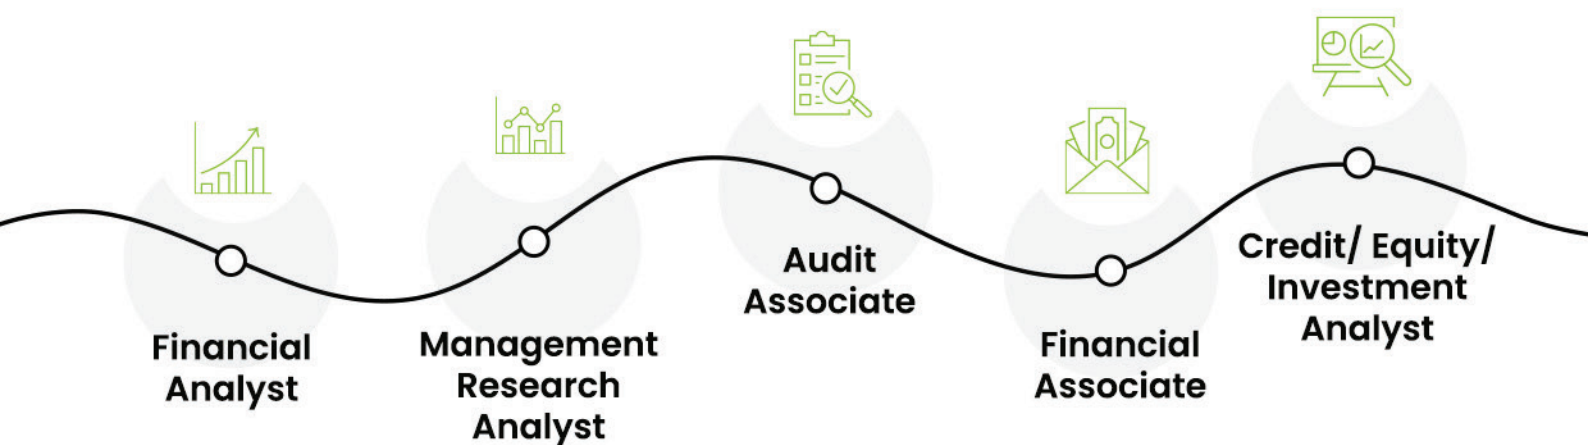 Financial
Analyst
Management
Research
Analyst
Audit
Associate
Financial
Associate
Credit/ Equity/
Investment
Analyst